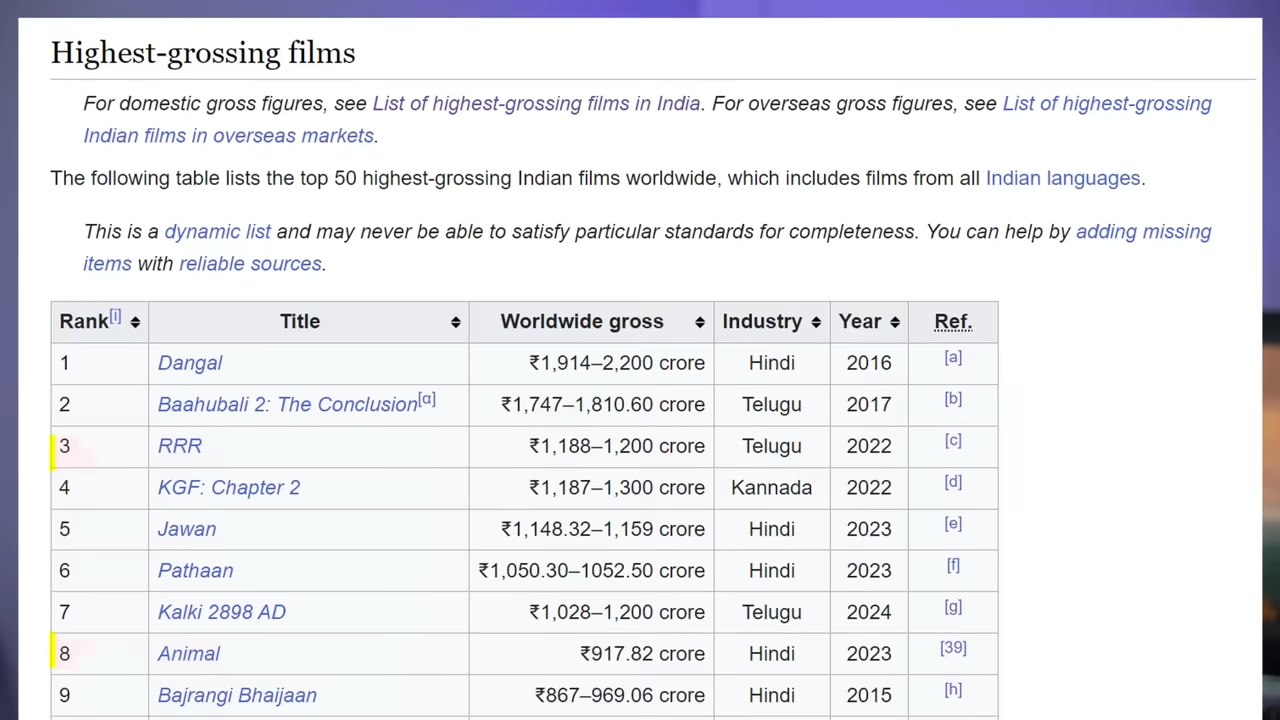 Highest-grossing films
For domestic gross figures, see List of highest-grossing films in India. For overseas gross figures, see List of highest-grossing
Indian films in overseas markets.
The following table lists the top 50 highest-grossing Indian films worldwide, which includes films from all Indian languages.
This is a dynamic list and may never be able to satisfy particular standards for completeness. You can help by adding missing
items with reliable sources.
Rank[i] Title Worldwide gross Industry Year Ref.
1 Dangal ₹1,914–2,200 crore Hindi 2016 [a]
2 Baahubali 2: The Conclusion[α] ₹1,747–1,810.60 crore Telugu 2017 [b]
3 RRR ₹1,188–1,200 crore Telugu 2022 [c]
4 KGF: Chapter 2 ₹1,187–1,300 crore Kannada 2022 [d]
5 Jawan ₹1,148.32–1,159 crore Hindi 2023 [e]
6 Pathaan ₹1,050.30–1052.50 crore Hindi 2023 [f]
7 Kalki 2898 AD ₹1,028–1,200 crore Telugu 2024 [g]
8 Animal ₹917.82 crore Hindi 2023 [39]
9 Bajrangi Bhaijaan ₹867–969.06 crore Hindi 2015 [h]